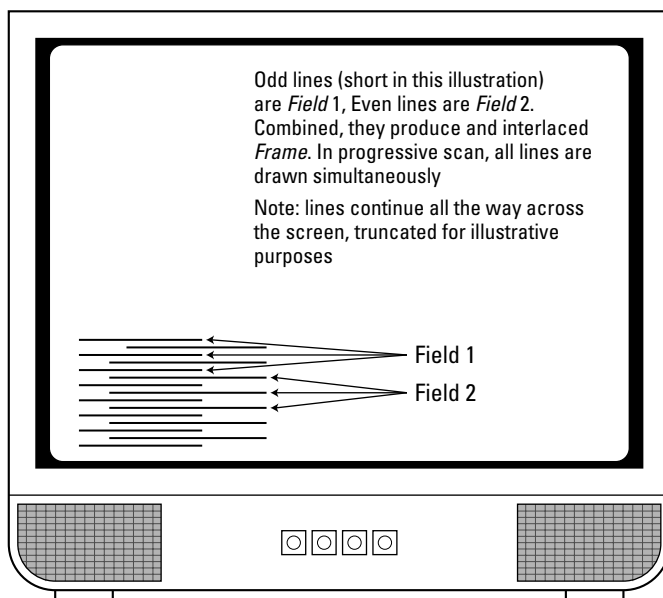 Odd lines (short in this illustration)
are Field 1, Even lines are Field 2.
Combined, they produce and interlaced
Frame. In progressive scan, all lines are
drawn simultaneously
Note: lines continue all the way across
the screen, truncated for illustrative
purposes
Field 1
Field 2